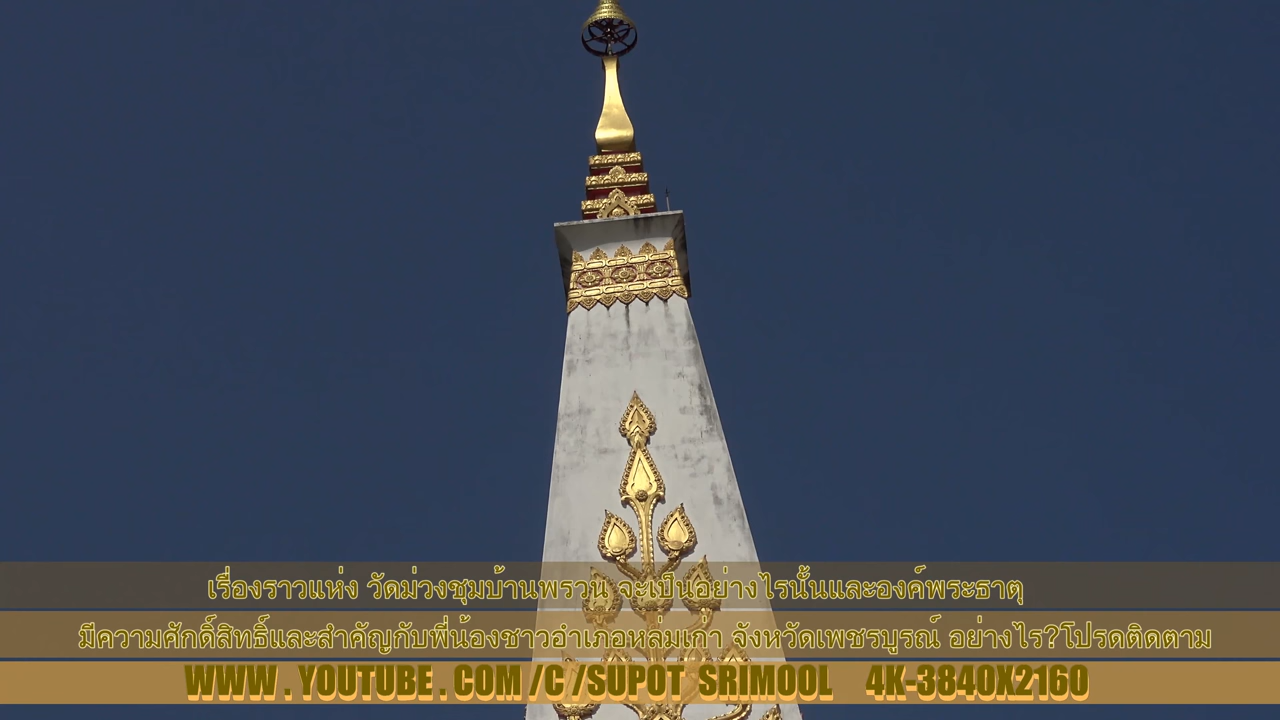 เรื่องราวแห่ง วัดม่วงชุมบ้านพรวน จะเป็นอย่างไรนั้นและองค์พระธาตุ
มีความศักดิ์สิทธิ์และสำคัญกับพี่น้องชาวอำเภอหล่มเก่า จังหวัดเพชรบูรณ์ อย่างไร?โปรดติดตาม
WWW . YOUTUBE . COM /C /SUPOT SRIMOOL 4K-3840X2160